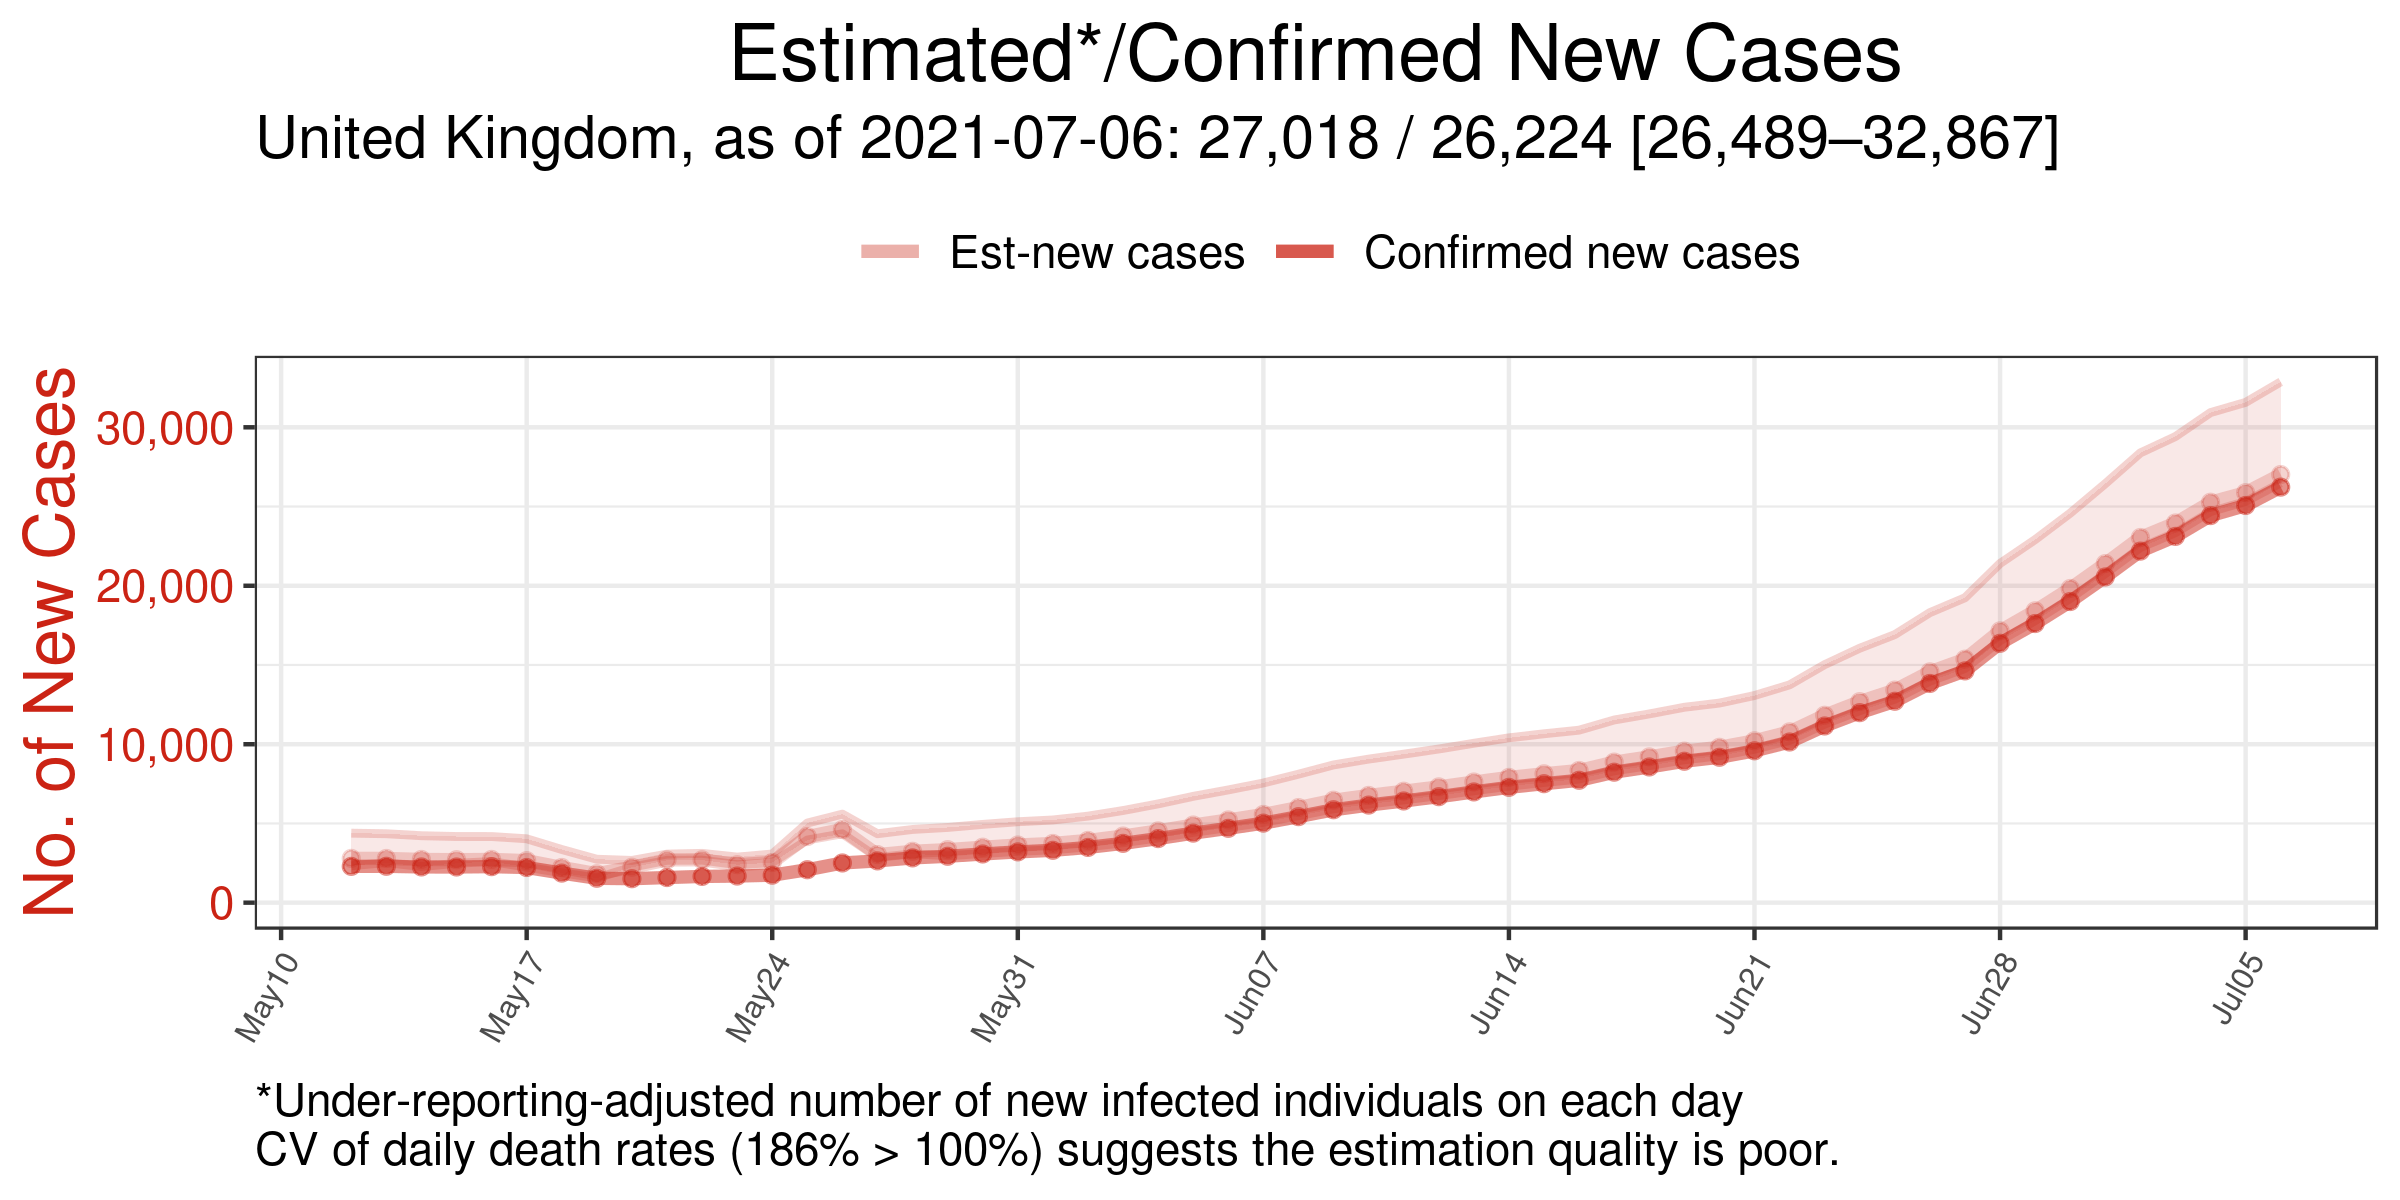 Estimated*/Confirmed New Cases
United Kingdom, as of 2021-07-06: 27,018 / 26,224 [26,489–32,867]
Est-new cases
Confirmed new cases
No. of New Cases
30,000
20,000
10,000
0
May10
May17
May24
May31
Jun07
Jun14
Jun21
Jun28
Jul05
*Under-reporting-adjusted number of new infected individuals on each day
CV of daily death rates (186% > 100%) suggests the estimation quality is poor.